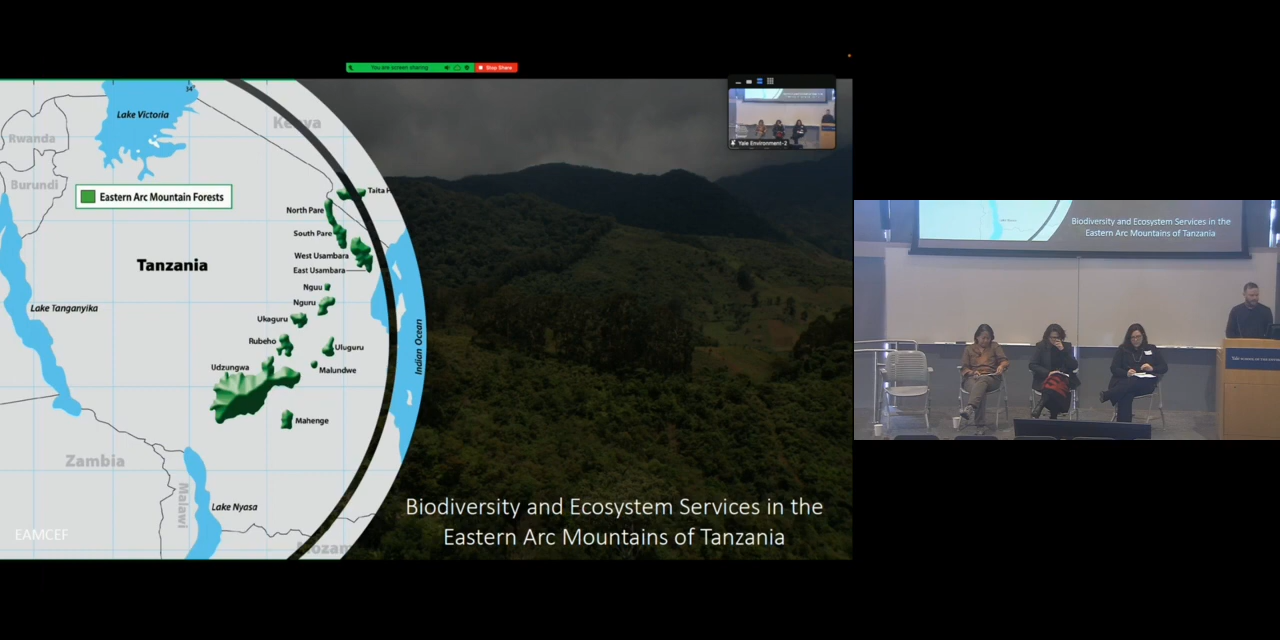 You are screen sharing
Stop Share
34°
Lake Victoria
Kenya
Rwanda
Burundi
Eastern Arc Mountain Forests
Taita H
North Pare
South Pare
Tanzania
West Usambara
East Usambara
Nguu
Nguru
Lake Tanganyika
Ukaguru
Rubeho
Uluguru
Udzungwa
Malundwe
Indian Ocean
Mahenge
Zambia
Malawi
Lake Nyasa
EAMCEF
Mozam
Biodiversity and Ecosystem Services in the
Eastern Arc Mountains of Tanzania
Yale Environment-2
Biodiversity and Ecosystem Services in the
Eastern Arc Mountains of Tanzania